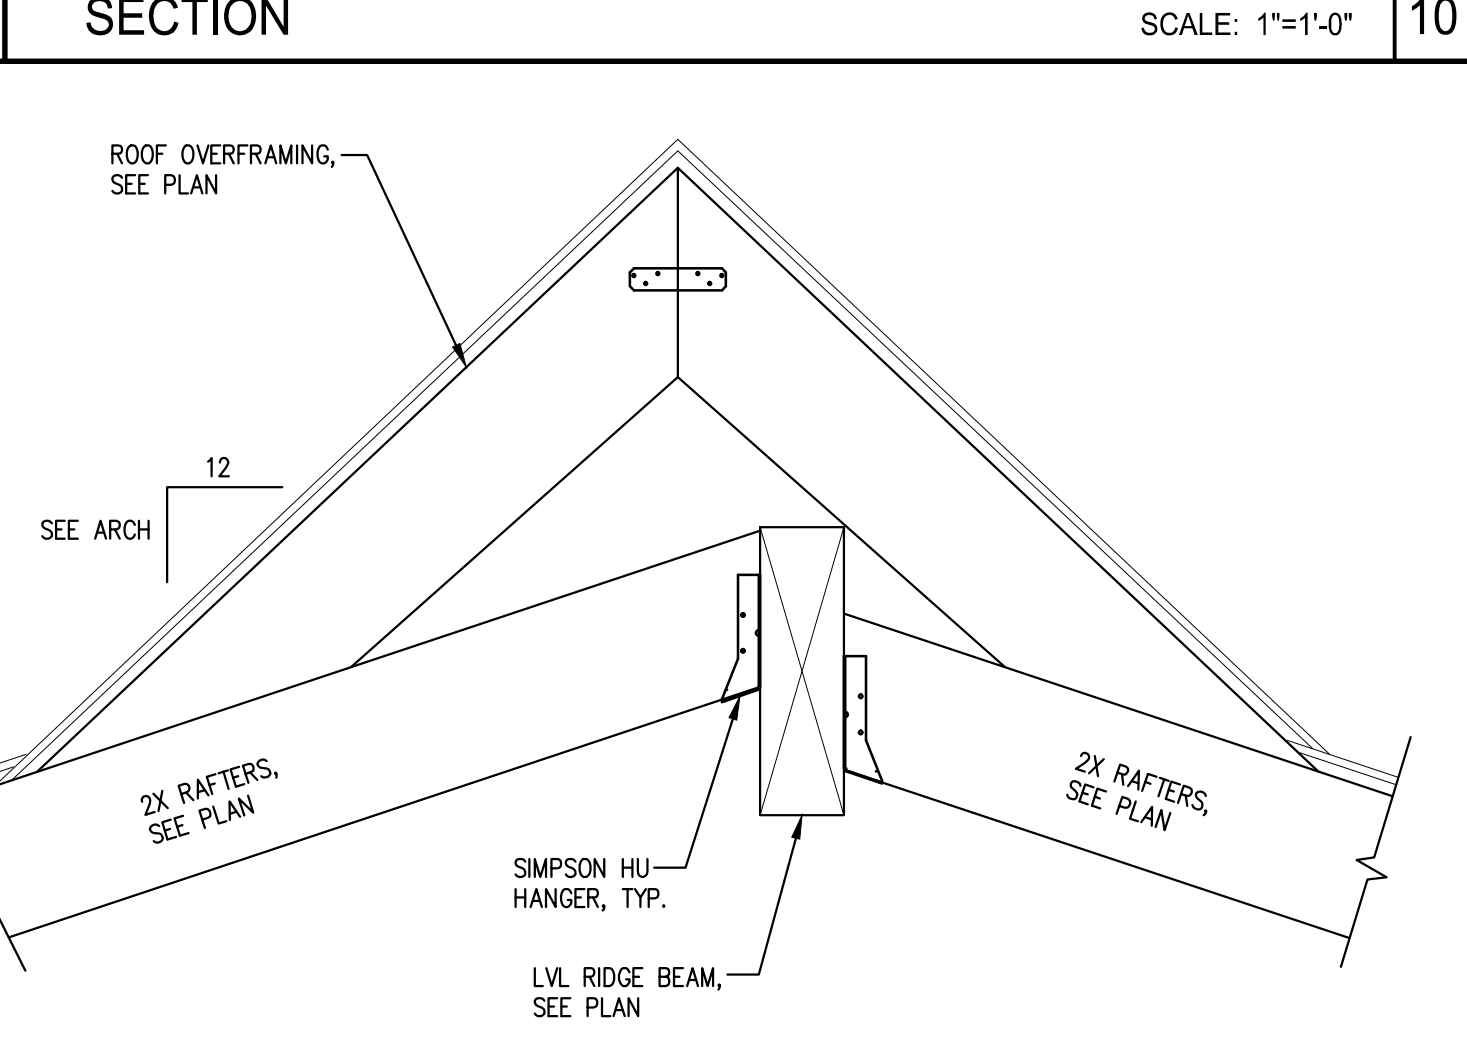 SECTION
SCALE: 1"=1'-0"
10
ROOF OVERFRAMING,
SEE PLAN
12
SEE ARCH
2X RAFTERS,
SEE PLAN
2X RAFTERS,
SEE PLAN
SIMPSON HU
HANGER, TYP.
LVL RIDGE BEAM,
SEE PLAN